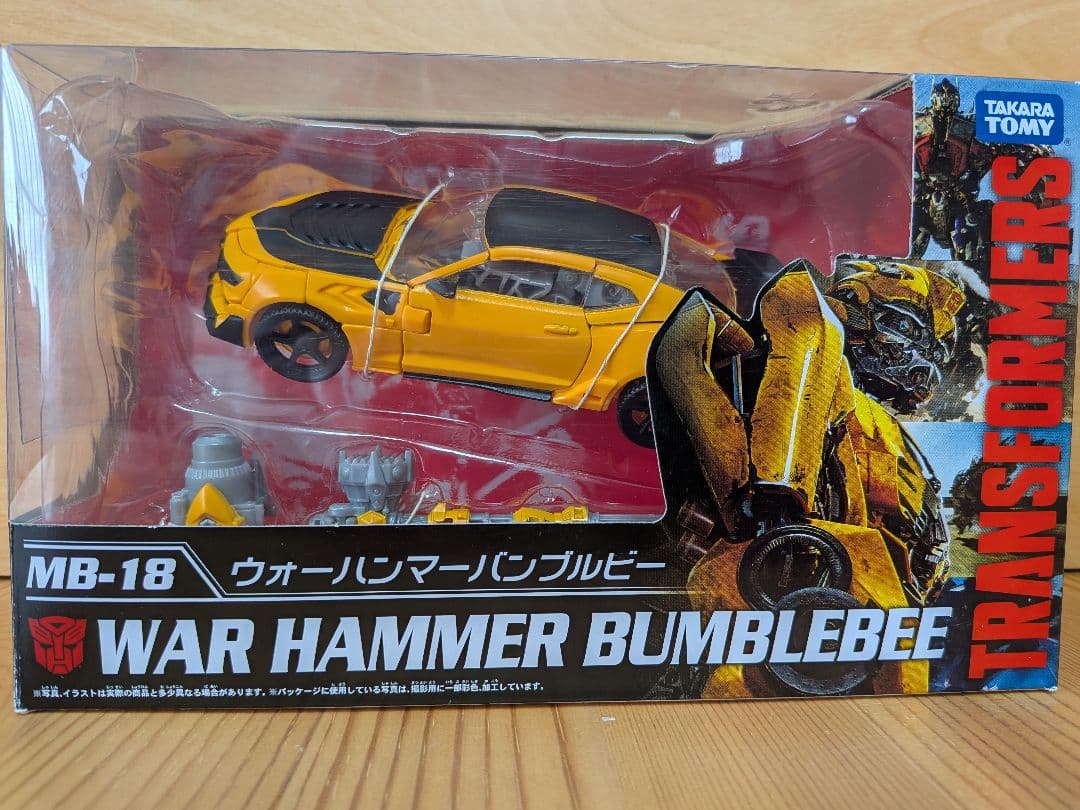 TAKARA
TOMY
TRANSFORMERS
MB-18
ウォーハンマーバンブルビー
WAR HAMMER BUMBLEBEE
※写真、イラストは実際の商品と多少異なる場合があります。※パッケージに使用している写真は、撮影用に一部彩色、加工しています。